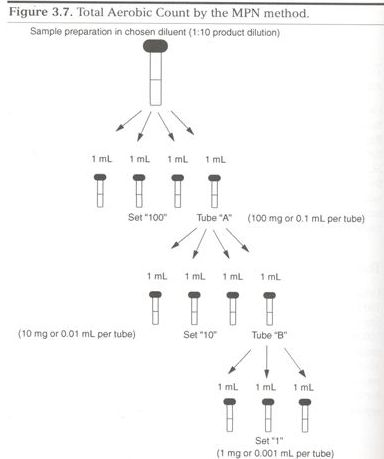 Figure 3.7. Total Aerobic Count by the MPN method.
Sample preparation in chosen diluent (1:10 product dilution)
1 mL 1 mL 1 mL 1 mL
Set "100" Tube "A" (100 mg or 0.1 mL per tube)
1 mL 1 mL 1 mL 1 mL
(10 mg or 0.01 mL per tube) Set "10" Tube "B"
1 mL 1 mL 1 mL
Set "1"
(1 mg or 0.001 mL per tube)